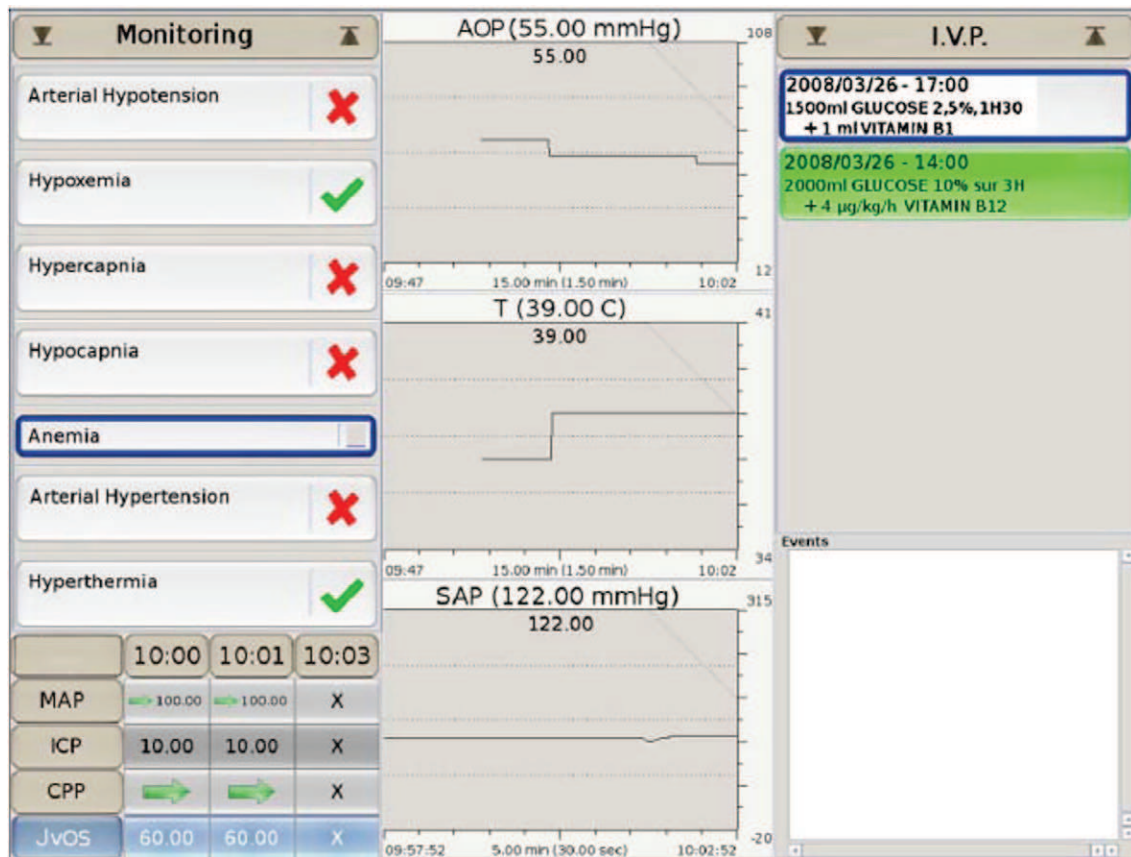 Monitoring
Arterial Hypotension
Hypoxemia
Hypercapnia
Hypocapnia
Anemia
Arterial Hypertension
Hyperthermia
10:00 10:01 10:03
MAP 100.00 100.00 X
ICP 10.00 10.00 X
CPP X
JvOS 60.00 60.00 X
AOP (55.00 mmHg)
108
55.00
12
09:47 15.00 min (1.50 min) 10:02
T (39.00 C)
41
39.00
34
09:47 15.00 min (1.50 min) 10:02
SAP (122.00 mmHg)
315
122.00
-20
09:57:52 5.00 min (30.00 sec) 10:02:52
I.V.P.
2008/03/26 - 17:00
1500ml GLUCOSE 2,5%,1H30
+ 1 ml VITAMIN B1
2008/03/26 - 14:00
2000ml GLUCOSE 10% sur 3H
+ 4 µg/kg/h VITAMIN B12
Events